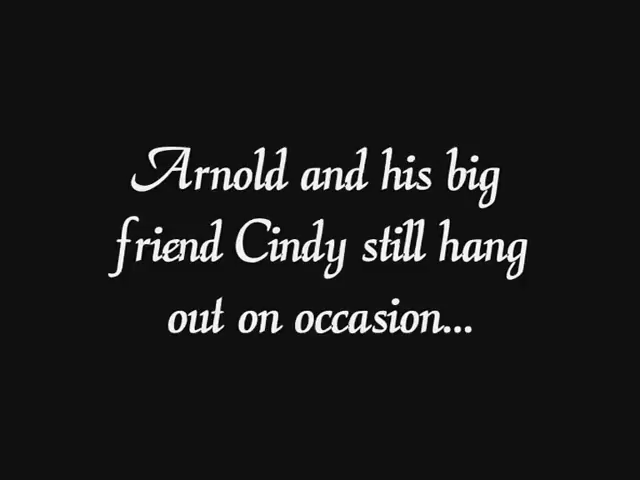 Arnold and his big
friend Cindy still hang
out on occasion...